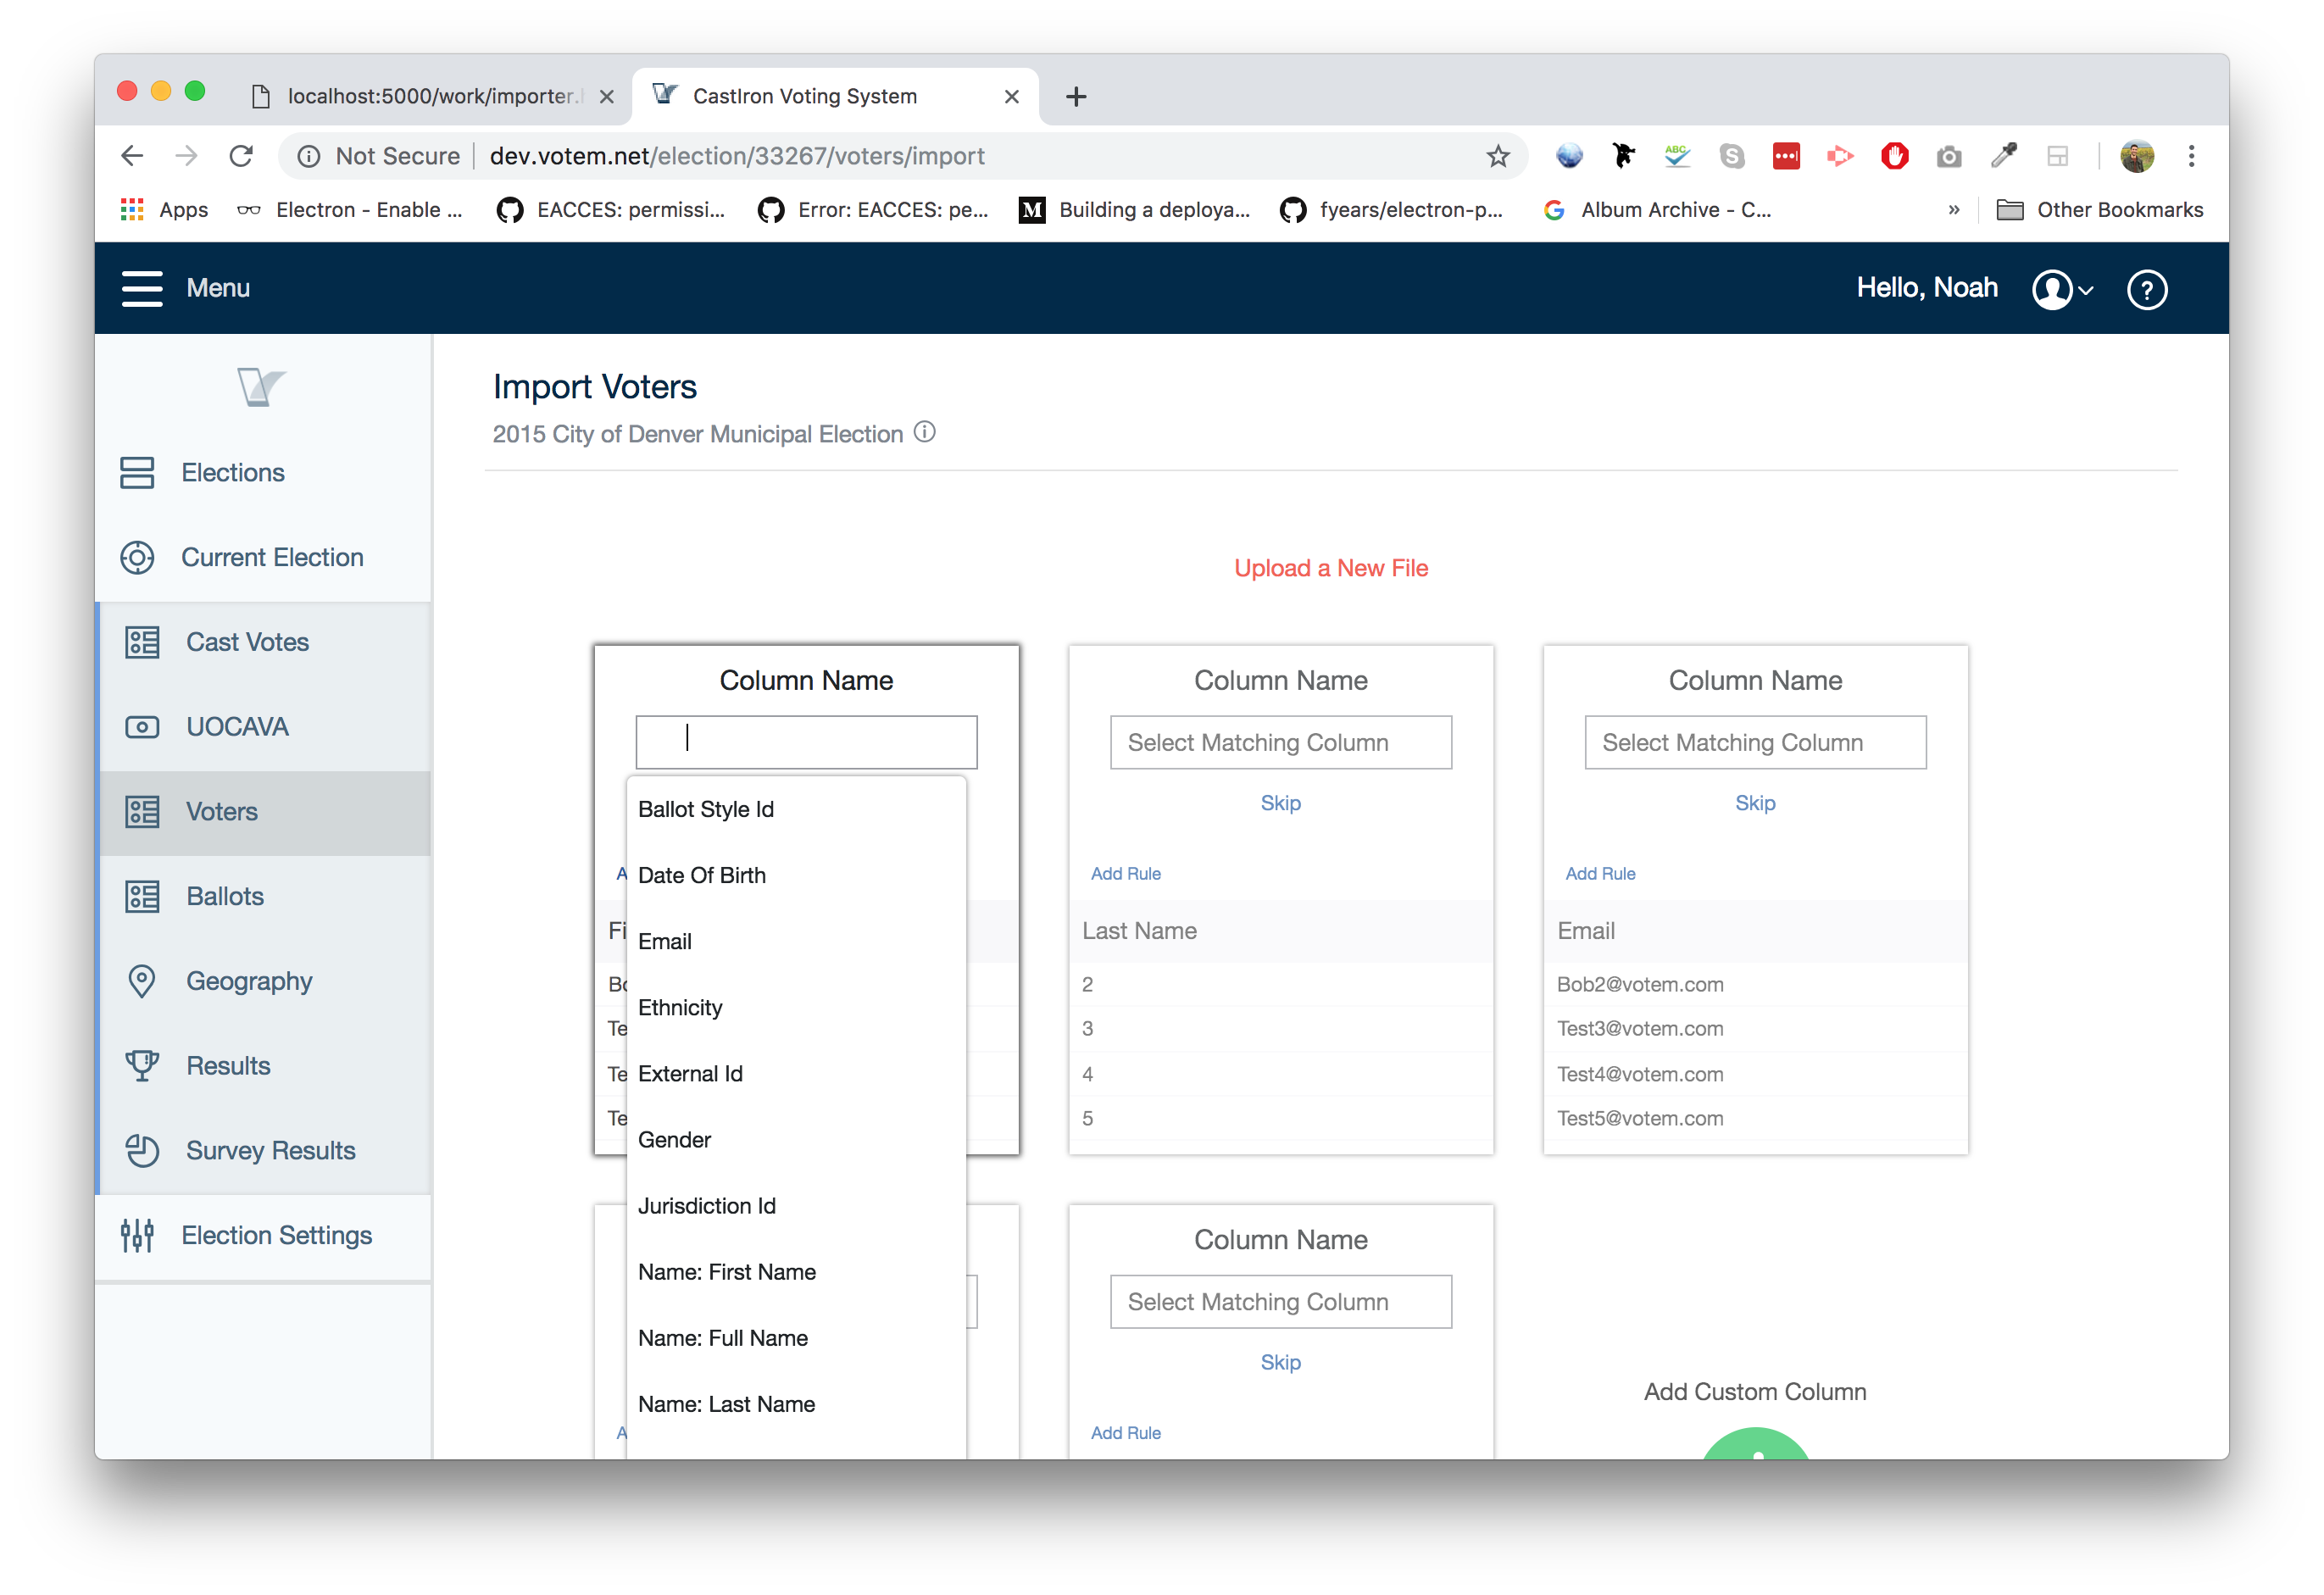 localhost:5000/work/importer.
CastIron Voting System
Not Secure
dev.votem.net/election/33267/voters/import
ABC
Apps
Electron - Enable ...
EACCES: permissi...
Error: EACCES: pe...
M
Building a deploya...
fyears/electron-p...
G
Album Archive - C...
»
Other Bookmarks
Menu
Hello, Noah
?
Elections
Current Election
Cast Votes
UOCAVA
Voters
Ballots
Geography
Results
Survey Results
Election Settings
Import Voters
2015 City of Denver Municipal Election
Upload a New File
Column Name
Ballot Style Id
Date Of Birth
Email
Ethnicity
External Id
Gender
Jurisdiction Id
Name: First Name
Name: Full Name
Name: Last Name
A
Fi
Te
Te
Te
A
Column Name
Select Matching Column
Skip
Add Rule
Last Name
2
3
4
5
Column Name
Select Matching Column
Skip
Add Rule
Email
Bob2@votem.com
Test3@votem.com
Test4@votem.com
Test5@votem.com
Column Name
Select Matching Column
Skip
Add Rule
Add Custom Column